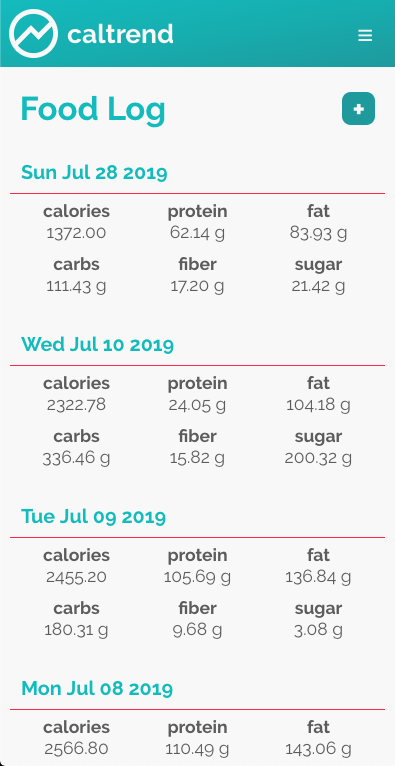 caltrend
Food Log
Sun Jul 28 2019
calories protein fat
1372.00 62.14 g 83.93 g
carbs fiber sugar
111.43 g 17.20 g 21.42 g
Wed Jul 10 2019
calories protein fat
2322.78 24.05 g 104.18 g
carbs fiber sugar
336.46 g 15.82 g 200.32 g
Tue Jul 09 2019
calories protein fat
2455.20 105.69 g 136.84 g
carbs fiber sugar
180.31 g 9.68 g 3.08 g
Mon Jul 08 2019
calories protein fat
2566.80 110.49 g 143.06 g